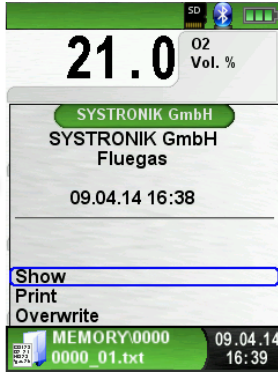 SD
21.0 O2
Vol. %
SYSTRONIK GmbH
SYSTRONIK GmbH
Fluegas
09.04.14 16:38
Show
Print
Overwrite
MEMORY\0000 09.04.14
0000_01.txt 16:39